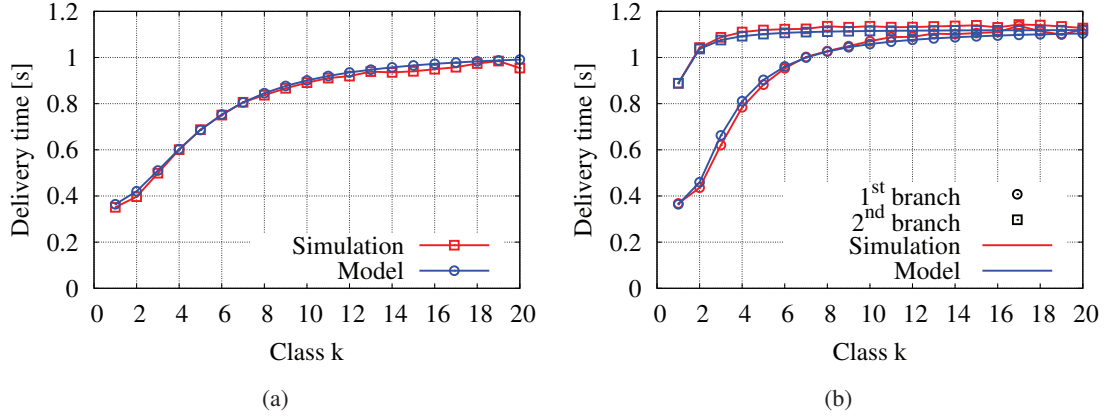 1.2
1
0.8
0.6
0.4
0.2
0
Delivery time [s]
Simulation
Model
0 2 4 6 8 10 12 14 16 18 20
Class k
(a)
1.2
1
0.8
0.6
0.4
0.2
0
Delivery time [s]
1st branch
2nd branch
Simulation
Model
0 2 4 6 8 10 12 14 16 18 20
Class k
(b)